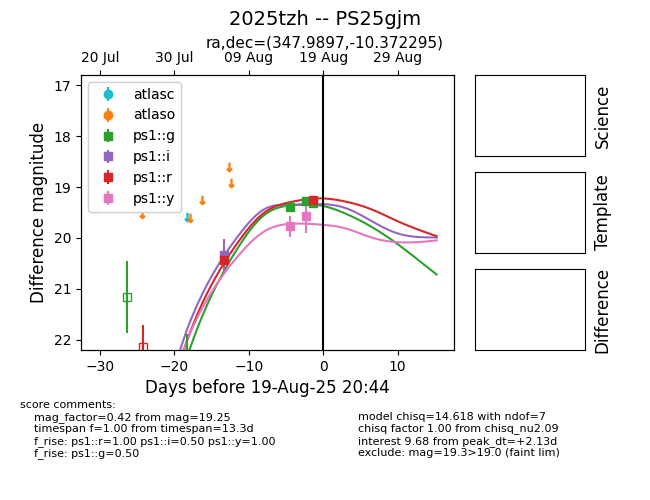 2025tzh -- PS25gjm
ra,dec=(347.9897,-10.372295)
20 Jul 30 Jul 09 Aug 19 Aug 29 Aug
17
18
19
20
21
22
Difference magnitude
atlasc
atlaso
ps1::g
ps1::i
ps1::r
ps1::y
−30 −20 −10 0 10
Days before 19-Aug-25 20:44
Science
Template
Difference
score comments:
mag_factor=0.42 from mag=19.25
timespan f=1.00 from timespan=13.3d
f_rise: ps1::r=1.00 ps1::i=0.50 ps1::y=1.00
f_rise: ps1::g=0.50
model chisq=14.618 with ndof=7
chisq factor 1.00 from chisq_nu2.09
interest 9.68 from peak_dt=+2.13d
exclude: mag=19.3>19.0 (faint lim)